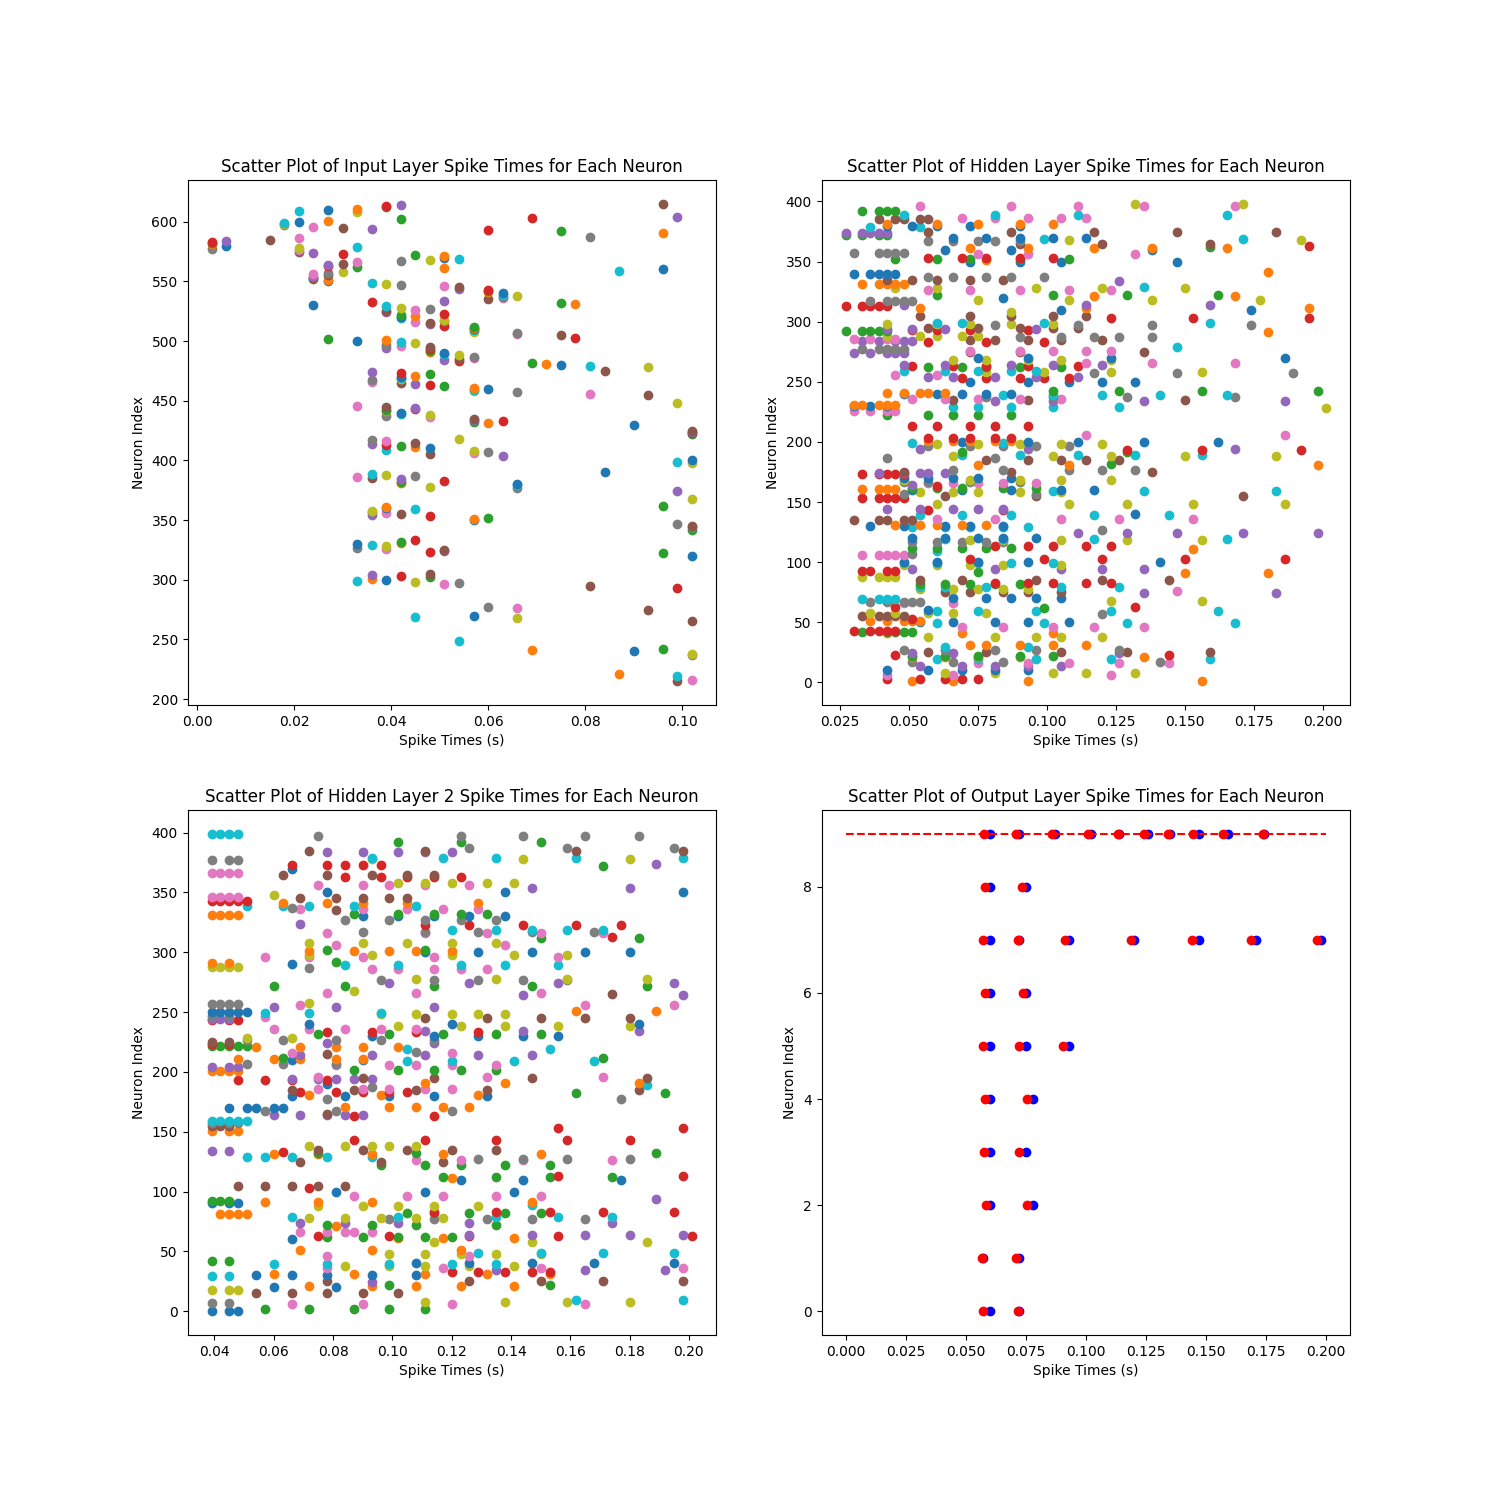 Scatter Plot of Input Layer Spike Times for Each Neuron
Neuron Index
600
550
500
450
400
350
300
250
200
0.00 0.02 0.04 0.06 0.08 0.10
Spike Times (s)
Scatter Plot of Hidden Layer Spike Times for Each Neuron
Neuron Index
400
350
300
250
200
150
100
50
0
0.025 0.050 0.075 0.100 0.125 0.150 0.175 0.200
Spike Times (s)
Scatter Plot of Hidden Layer 2 Spike Times for Each Neuron
Neuron Index
400
350
300
250
200
150
100
50
0
0.04 0.06 0.08 0.10 0.12 0.14 0.16 0.18 0.20
Spike Times (s)
Scatter Plot of Output Layer Spike Times for Each Neuron
Neuron Index
8
6
4
2
0
0.000 0.025 0.050 0.075 0.100 0.125 0.150 0.175 0.200
Spike Times (s)